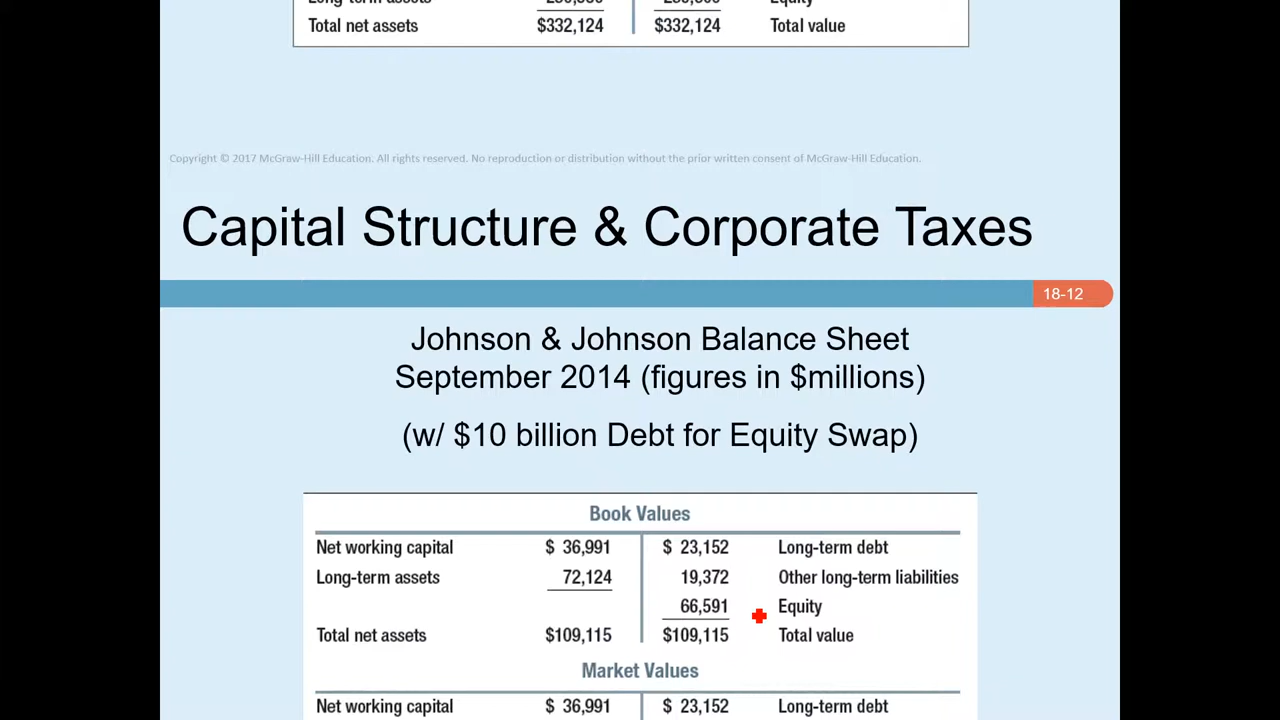 Total net assets $332,124 $332,124 Total value
Copyright © 2017 McGraw-Hill Education. All rights reserved. No reproduction or distribution without the prior written consent of McGraw-Hill Education.
Capital Structure & Corporate Taxes
18-12
Johnson & Johnson Balance Sheet
September 2014 (figures in $millions)
(w/ $10 billion Debt for Equity Swap)
Book Values
Net working capital $ 36,991 $ 23,152 Long-term debt
Long-term assets 72,124 19,372 Other long-term liabilities
66,591 Equity
Total net assets $109,115 $109,115 Total value
Market Values
Net working capital $ 36,991 $ 23,152 Long-term debt